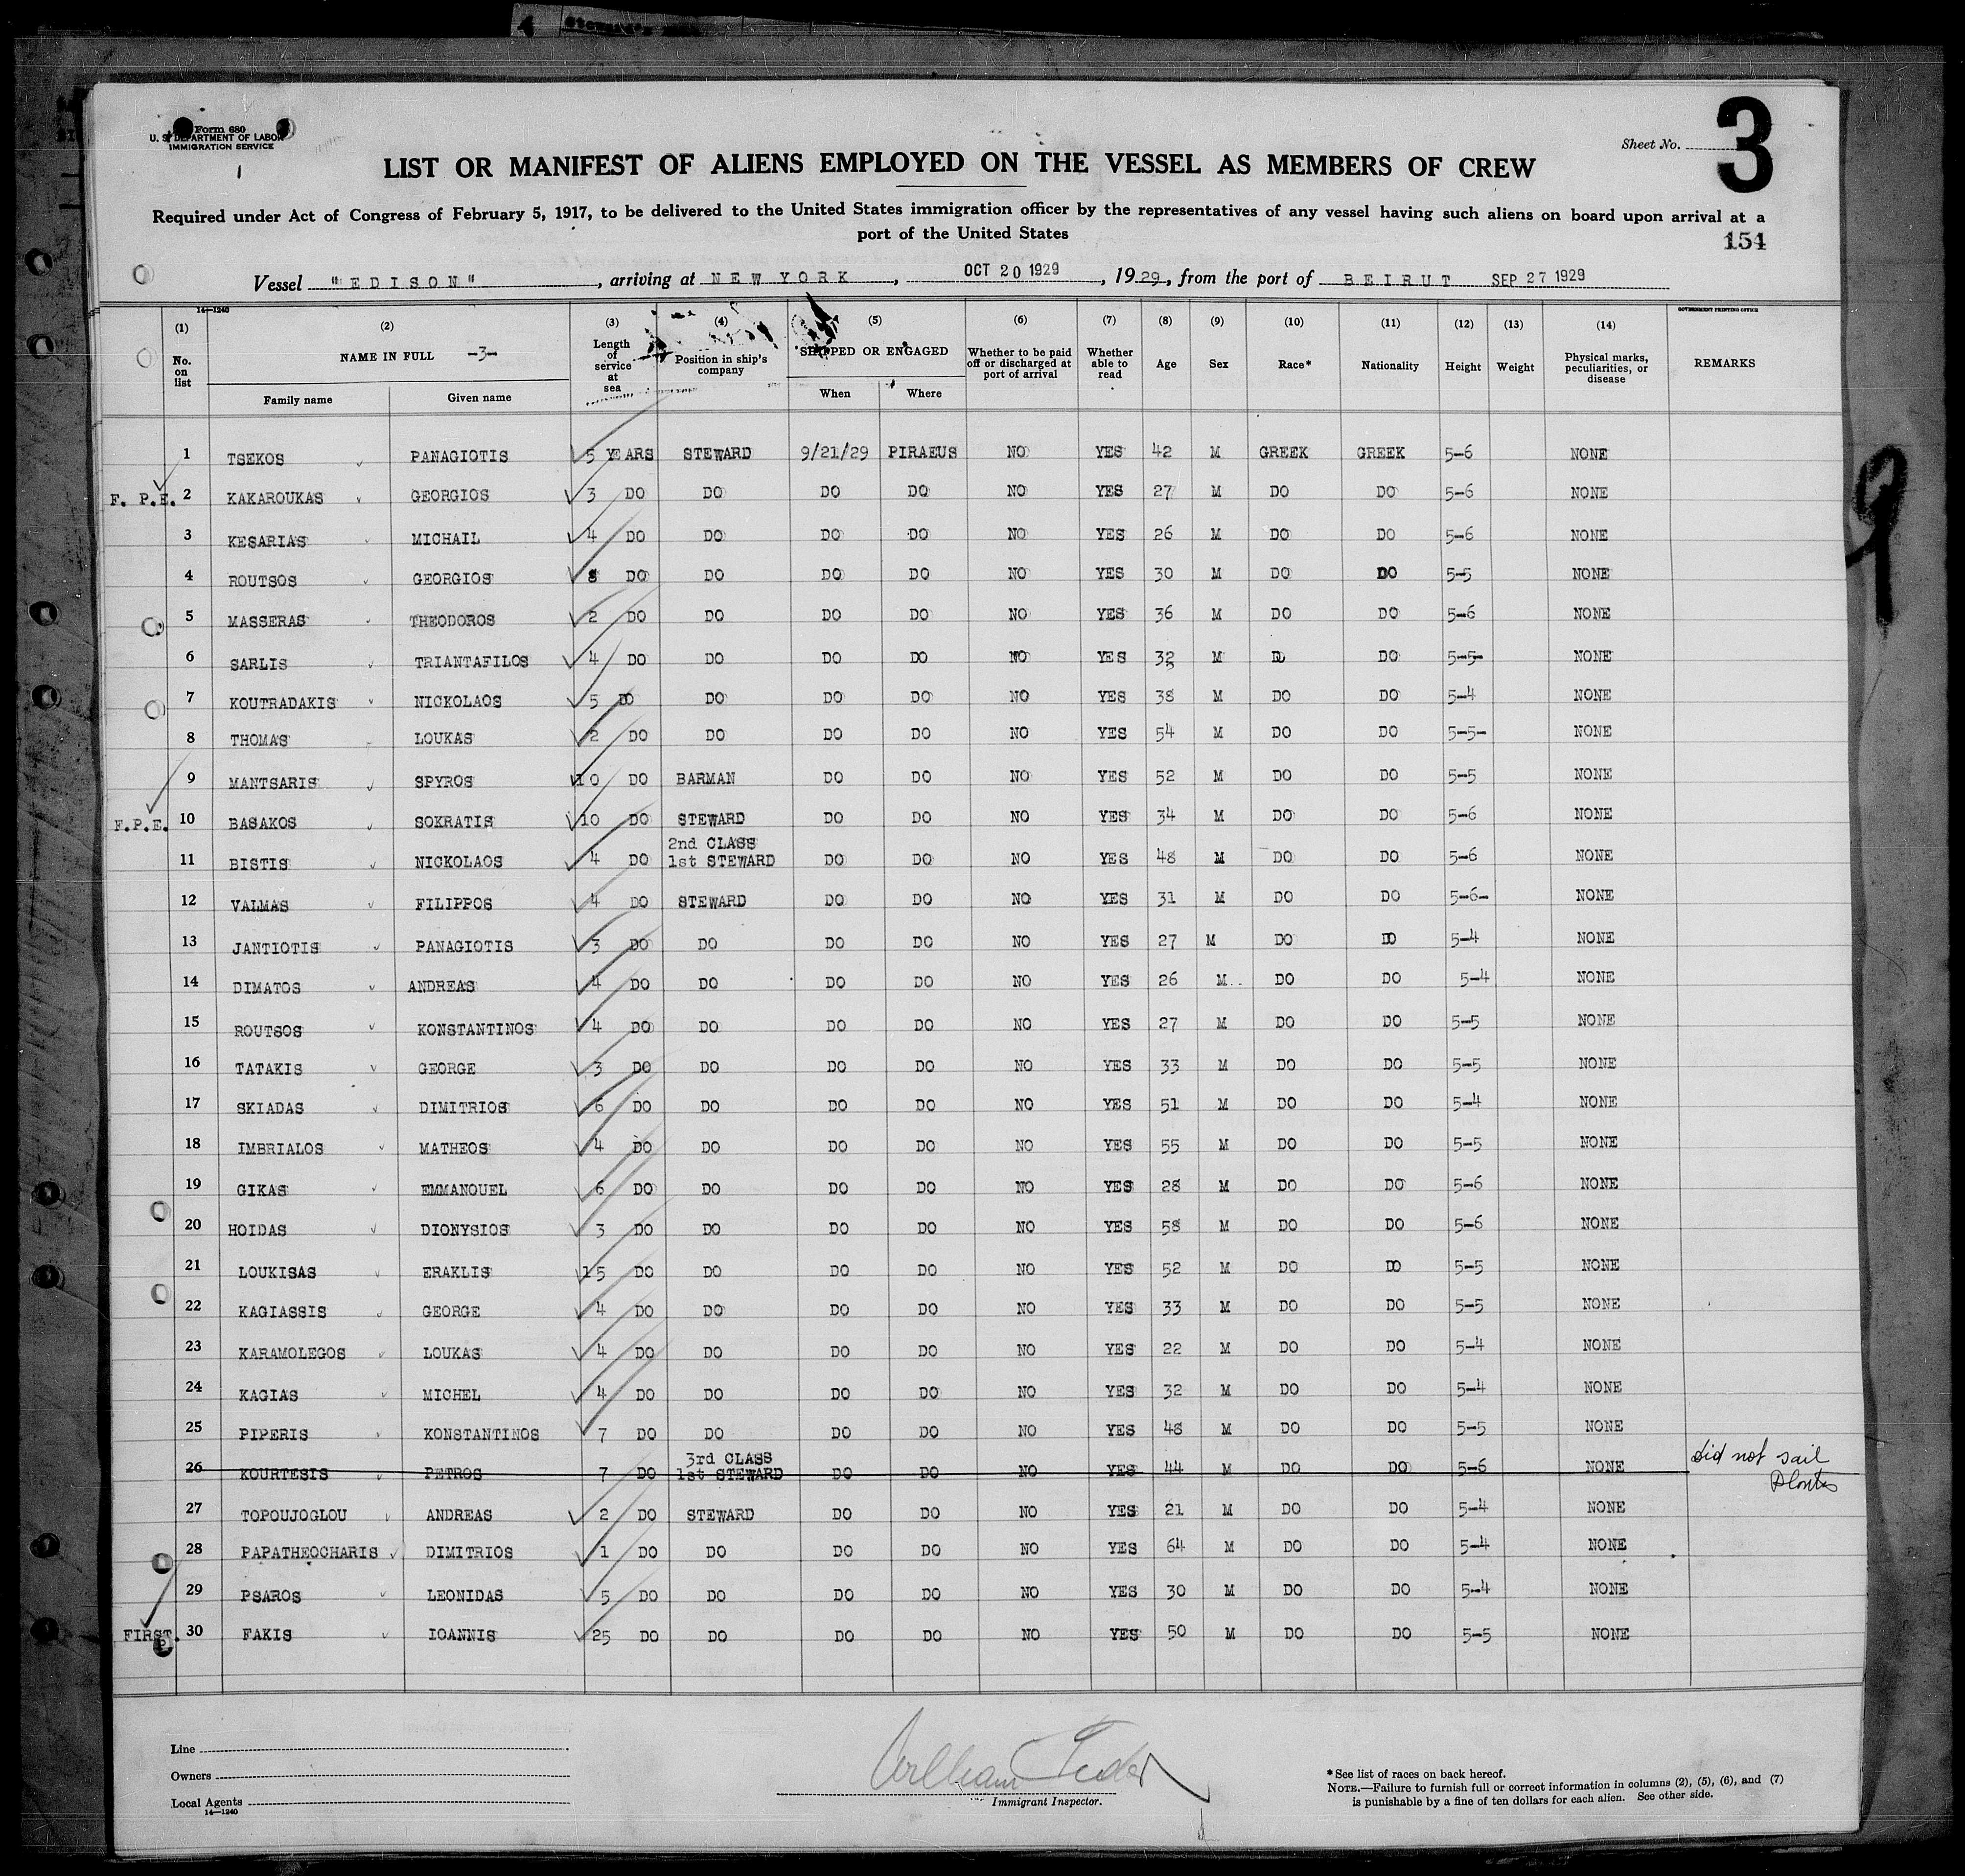 Form 680
U. S. DEPARTMENT OF LABOR
IMMIGRATION SERVICE
Sheet No. 3
LIST OR MANIFEST OF ALIENS EMPLOYED ON THE VESSEL AS MEMBERS OF CREW
Required under Act of Congress of February 5, 1917, to be delivered to the United States immigration officer by the representatives of any vessel having such aliens on board upon arrival at a
port of the United States
154
Vessel "EDISON", arriving at NEW YORK, OCT 20 1929, 1929, from the port of BEIRUT SEP 27 1929
14—1240
GOVERNMENT PRINTING OFFICE
(1) (2) (3) (4) (5) (6) (7) (8) (9) (10) (11) (12) (13) (14)
No. on list NAME IN FULL -3- Length of service at sea Position in ship's company SHIPPED OR ENGAGED Whether to be paid off or discharged at port of arrival Whether able to read Age Sex Race* Nationality Height Weight Physical marks, peculiarities, or disease REMARKS
Family name Given name When Where
1 TSEKOS PANAGIOTIS 5 YEARS STEWARD 9/21/29 PIRAEUS NO YES 42 M GREEK GREEK 5-6 NONE
F. P.E. 2 KAKAROUKAS GEORGIOS 3 DO DO DO DO NO YES 27 M DO DO 5-6 NONE
3 KESARIAS MICHAIL 4 DO DO DO DO NO YES 26 M DO DO 5-6 NONE
4 ROUTSOS GEORGIOS DO DO DO DO NO YES 30 M DO DO 5-5 NONE
5 MASSERAS THEODOROS 2 DO DO DO DO NO YES 36 M DO DO 5-6 NONE
6 SARLIS TRIANTAFILOS 4 DO DO DO DO NO YES 32 M D DO 5-5- NONE
7 KOUTRADAKIS NICKOLAOS 5 DO DO DO DO NO YES 38 M DO DO 5-4 NONE
8 THOMAS LOUKAS 2 DO DO DO DO NO YES 54 M DO DO 5-5- NONE
9 MANTSARIS SPYROS 10 DO BARMAN DO DO NO YES 52 M DO DO 5-5 NONE
F.P.E. 10 BASAKOS SOKRATIS 10 DO STEWARD DO DO NO YES 34 M DO DO 5-6 NONE
2nd CLASS
11 BISTIS NICKOLAOS 4 DO 1st STEWARD DO DO NO YES 48 M DO DO 5-6 NONE
12 VALMAS FILIPPOS 4 DO STEWARD DO DO NO YES 31 M DO DO 5-6- NONE
13 JANTIOTIS PANAGIOTIS 3 DO DO DO DO NO YES 27 M DO DO 5-4 NONE
14 DIMATOS ANDREAS 4 DO DO DO DO NO YES 26 M DO DO 5-4 NONE
15 ROUTSOS KONSTANTINOS 4 DO DO DO DO NO YES 27 M DO DO 5-5 NONE
16 TATAKIS GEORGE 3 DO DO DO DO NO YES 33 M DO DO 5-5 NONE
17 SKIADAS DIMITRIOS 6 DO DO DO DO NO YES 51 M DO DO 5-4 NONE
18 IMBRIALOS MATHEOS 4 DO DO DO DO NO YES 55 M DO DO 5-5 NONE
19 GIKAS EMMANOUEL 6 DO DO DO DO NO YES 28 M DO DO 5-6 NONE
20 HOIDAS DIONYSIOS 3 DO DO DO DO NO YES 58 M DO DO 5-6 NONE
21 LOUKISAS ERAKLIS 15 DO DO DO DO NO YES 52 M DO DO 5-5 NONE
22 KAGIASSIS GEORGE 4 DO DO DO DO NO YES 33 M DO DO 5-5 NONE
23 KARAMOLEGOS LOUKAS 4 DO DO DO DO NO YES 22 M DO DO 5-4 NONE
24 KAGIAS MICHEL 4 DO DO DO DO NO YES 32 M DO DO 5-4 NONE
25 PIPERIS KONSTANTINOS 7 DO DO DO DO NO YES 48 M DO DO 5-5 NONE
3rd CLASS
26 KOURTESIS PETROS 7 DO 1st STEWARD DO DO NO YES 44 M DO DO 5-6 NONE did not sail
27 TOPOUJOGLOU ANDREAS 2 DO STEWARD DO DO NO YES 21 M DO DO 5-4 NONE
28 PAPATHEOCHARIS DIMITRIOS 1 DO DO DO DO NO YES 64 M DO DO 5-4 NONE
29 PSAROS LEONIDAS 5 DO DO DO DO NO YES 30 M DO DO 5-4 NONE
FIRST. 30 FAKIS IOANNIS 25 DO DO DO DO NO YES 50 M DO DO 5-5 NONE
Line
Owners
Local Agents
14—1240
William
Immigrant Inspector.
*See list of races on back hereof.
NOTE.—Failure to furnish full or correct information in columns (2), (5), (6), and (7)
is punishable by a fine of ten dollars for each alien. See other side.